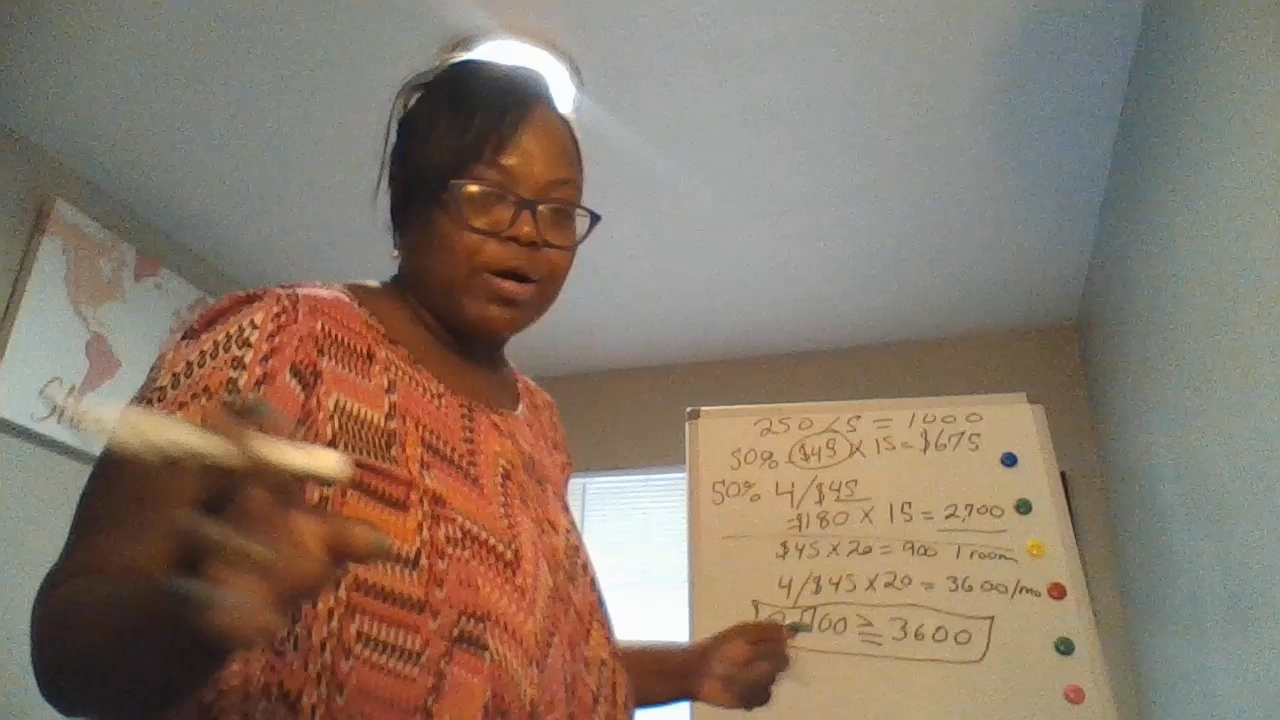 250/5 = 1000
50% $45 × 15 = $675
50% 4/$45
= $180 × 15 = 2,700
$45 × 20 = 900 1 room
4/$45 × 20 = 3600/mo
00 ≥ 3600